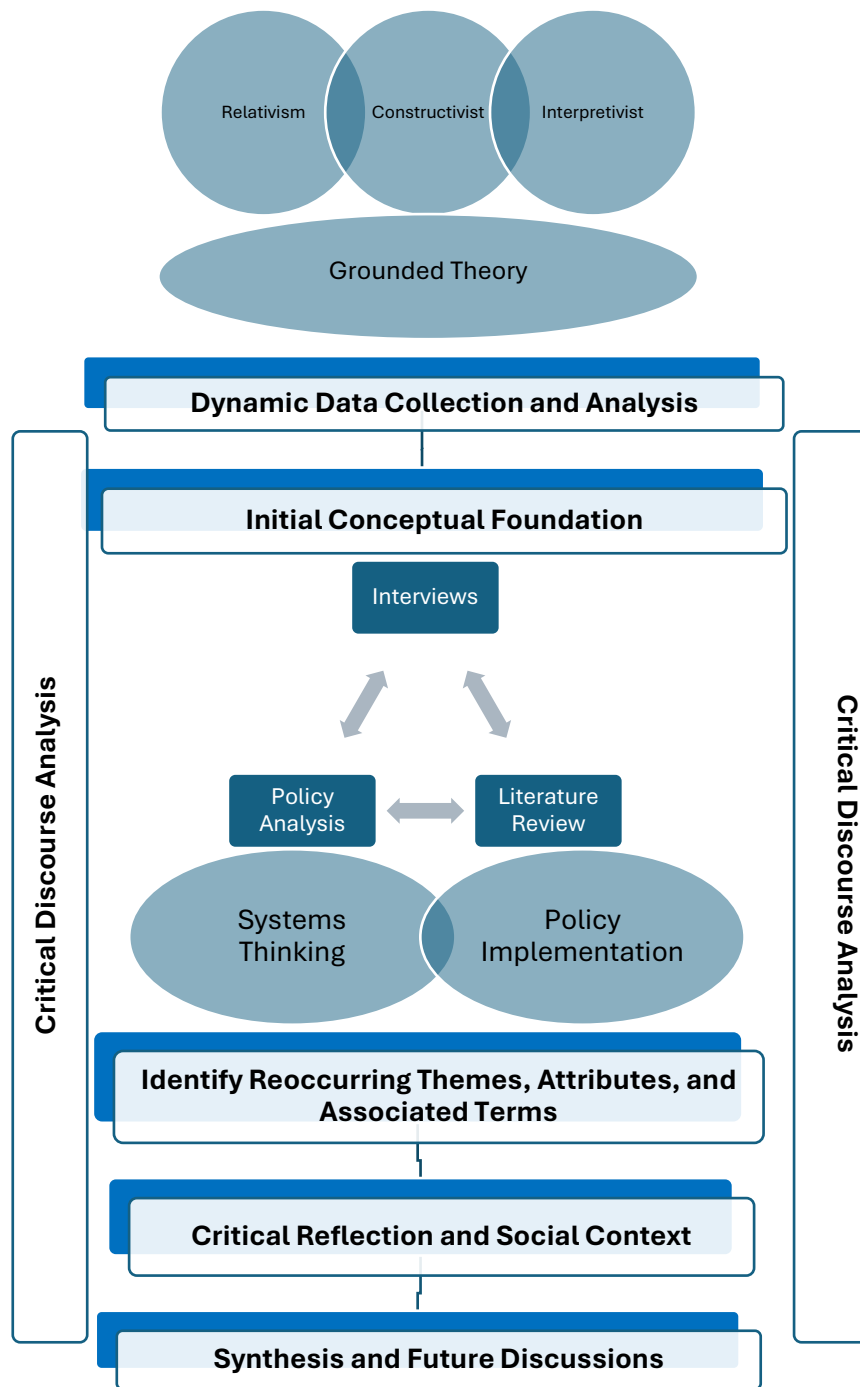 Relativism
Constructivist
Interpretivist
Grounded Theory
Dynamic Data Collection and Analysis
Initial Conceptual Foundation
Interviews
Policy
Analysis
Literature
Review
Systems
Thinking
Policy
Implementation
Critical Discourse Analysis
Critical Discourse Analysis
Identify Reoccurring Themes, Attributes, and
Associated Terms
Critical Reflection and Social Context
Synthesis and Future Discussions